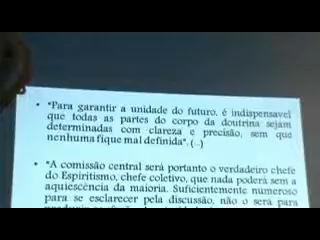 • "Para garantir a unidade do futuro, é indispensavel
que todas as partes do corpo da doutrina sejam
determinadas com clareza e precisão, sem que
nenhuma fique mal definida". (...)
• "A comissão central será portanto o verdadeiro chefe
do Espiritismo, chefe coletivo, que nada poderá sem a
aquiescência da maioria. Suficientemente numeroso
para se esclarecer pela discussão, não o será para